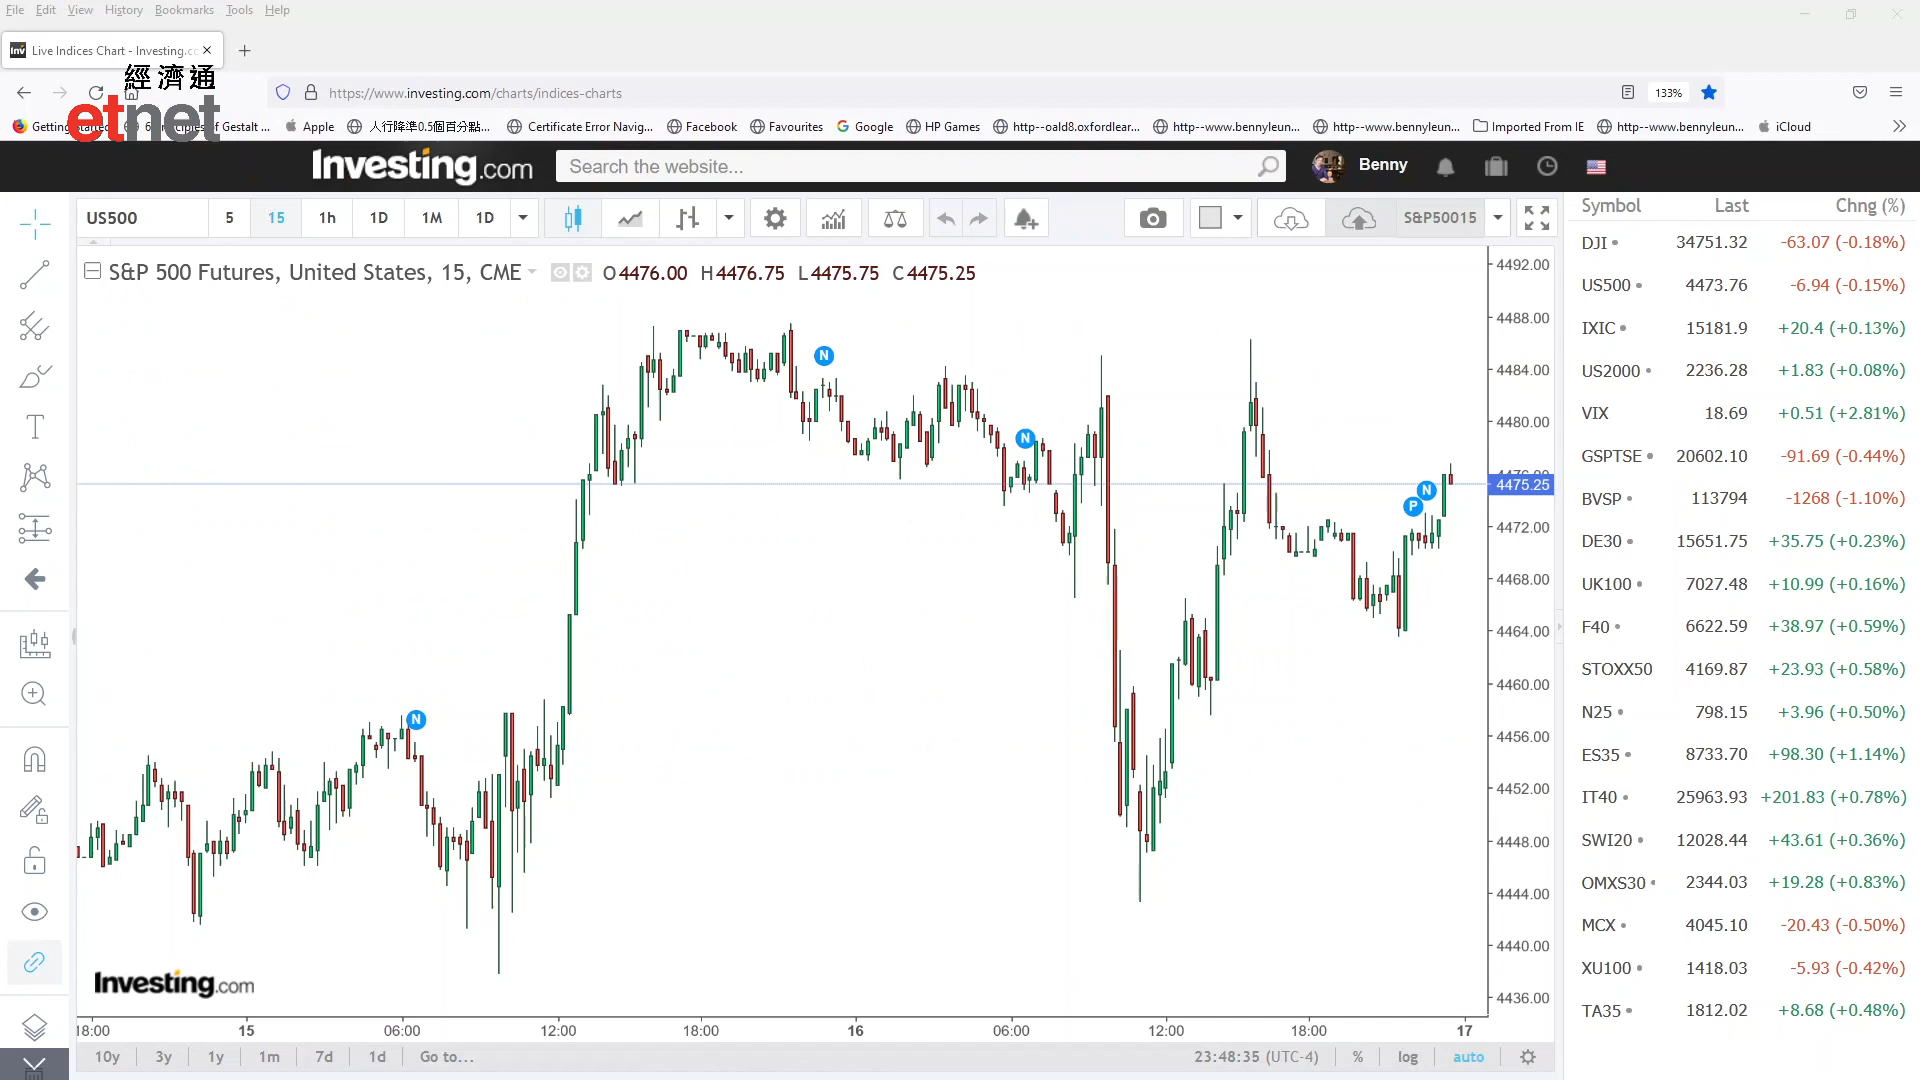 File Edit View History Bookmarks Tools Help
Live Indices Chart - Investing.co
經濟通
etnet
https://www.investing.com/charts/indices-charts
133%
Apple
人行降準0.5個百分點...
Certificate Error Navig...
Facebook
Favourites
Google
HP Games
http--oald8.oxfordlear...
http--www.bennyleun...
http--www.bennyleun...
Imported From IE
http--www.bennyleun...
iCloud
Investing.com
Search the website...
Benny
US500 5 15 1h 1D 1M 1D
S&P50015
S&P 500 Futures, United States, 15, CME O 4476.00 H 4476.75 L 4475.75 C 4475.25
4492.00
4488.00
4484.00
4480.00
4475.25
4472.00
4468.00
4464.00
4460.00
4456.00
4452.00
4448.00
4444.00
4440.00
4436.00
N
N
N
N
P
Investing.com
18:00 15 06:00 12:00 18:00 16 06:00 12:00 18:00 17
10y 3y 1y 1m 7d 1d Go to... 23:48:35 (UTC-4) % log auto
Symbol Last Chng (%)
DJI 34751.32 -63.07 (-0.18%)
US500 4473.76 -6.94 (-0.15%)
IXIC 15181.9 +20.4 (+0.13%)
US2000 2236.28 +1.83 (+0.08%)
VIX 18.69 +0.51 (+2.81%)
GSPTSE 20602.10 -91.69 (-0.44%)
BVSP 113794 -1268 (-1.10%)
DE30 15651.75 +35.75 (+0.23%)
UK100 7027.48 +10.99 (+0.16%)
F40 6622.59 +38.97 (+0.59%)
STOXX50 4169.87 +23.93 (+0.58%)
N25 798.15 +3.96 (+0.50%)
ES35 8733.70 +98.30 (+1.14%)
IT40 25963.93 +201.83 (+0.78%)
SWI20 12028.44 +43.61 (+0.36%)
OMXS30 2344.03 +19.28 (+0.83%)
MCX 4045.10 -20.43 (-0.50%)
XU100 1418.03 -5.93 (-0.42%)
TA35 1812.02 +8.68 (+0.48%)